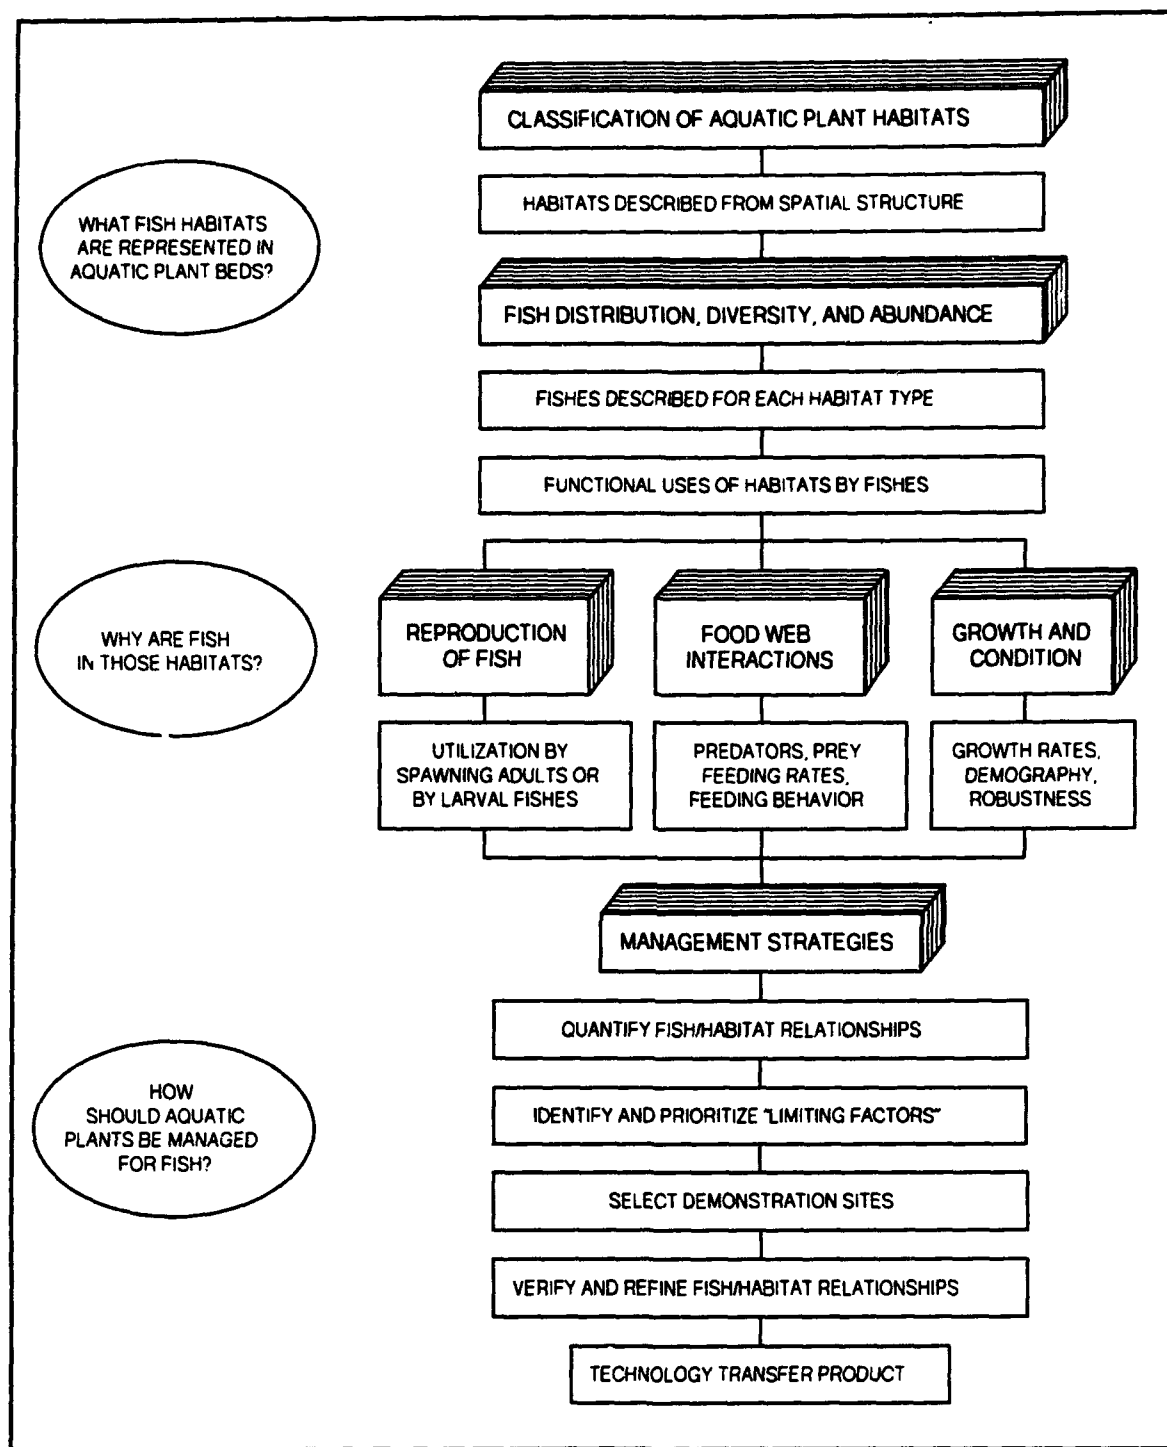 CLASSIFICATION OF AQUATIC PLANT HABITATS
HABITATS DESCRIBED FROM SPATIAL STRUCTURE
WHAT FISH HABITATS
ARE REPRESENTED IN
AQUATIC PLANT BEDS?
FISH DISTRIBUTION, DIVERSITY, AND ABUNDANCE
FISHES DESCRIBED FOR EACH HABITAT TYPE
FUNCTIONAL USES OF HABITATS BY FISHES
WHY ARE FISH
IN THOSE HABITATS?
REPRODUCTION
OF FISH
FOOD WEB
INTERACTIONS
GROWTH AND
CONDITION
UTILIZATION BY
SPAWNING ADULTS OR
BY LARVAL FISHES
PREDATORS, PREY
FEEDING RATES,
FEEDING BEHAVIOR
GROWTH RATES,
DEMOGRAPHY,
ROBUSTNESS
MANAGEMENT STRATEGIES
QUANTIFY FISH/HABITAT RELATIONSHIPS
HOW
SHOULD AQUATIC
PLANTS BE MANAGED
FOR FISH?
IDENTIFY AND PRIORITIZE "LIMITING FACTORS"
SELECT DEMONSTRATION SITES
VERIFY AND REFINE FISH/HABITAT RELATIONSHIPS
TECHNOLOGY TRANSFER PRODUCT